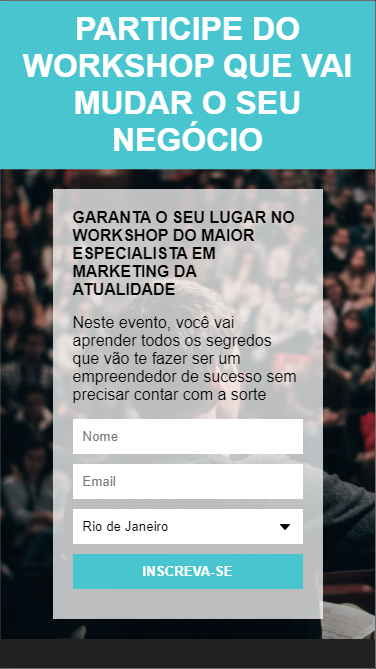 PARTICIPE DO
WORKSHOP QUE VAI
MUDAR O SEU
NEGÓCIO
GARANTA O SEU LUGAR NO
WORKSHOP DO MAIOR
ESPECIALISTA EM
MARKETING DA
ATUALIDADE
Neste evento, você vai
aprender todos os segredos
que vão te fazer ser um
empreendedor de sucesso sem
precisar contar com a sorte
Nome
Email
Rio de Janeiro
INSCREVA-SE